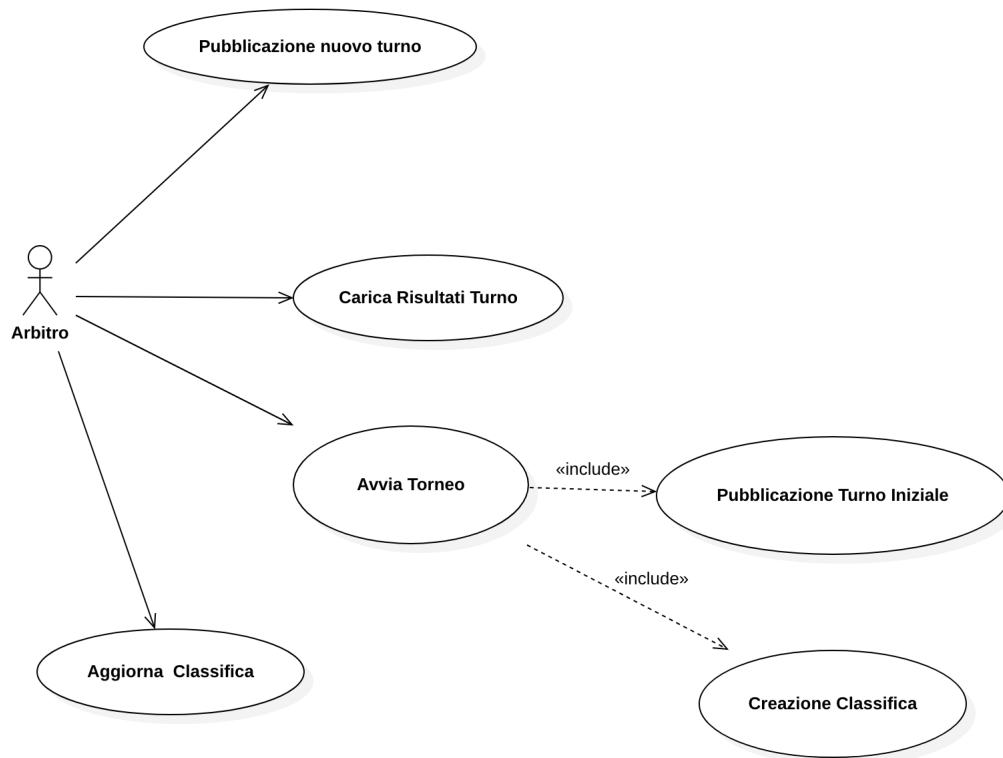 Pubblicazione nuovo turno
Carica Risultati Turno
Arbitro
«include»
Avvia Torneo
Pubblicazione Turno Iniziale
«include»
Aggiorna  Classifica
Creazione Classifica